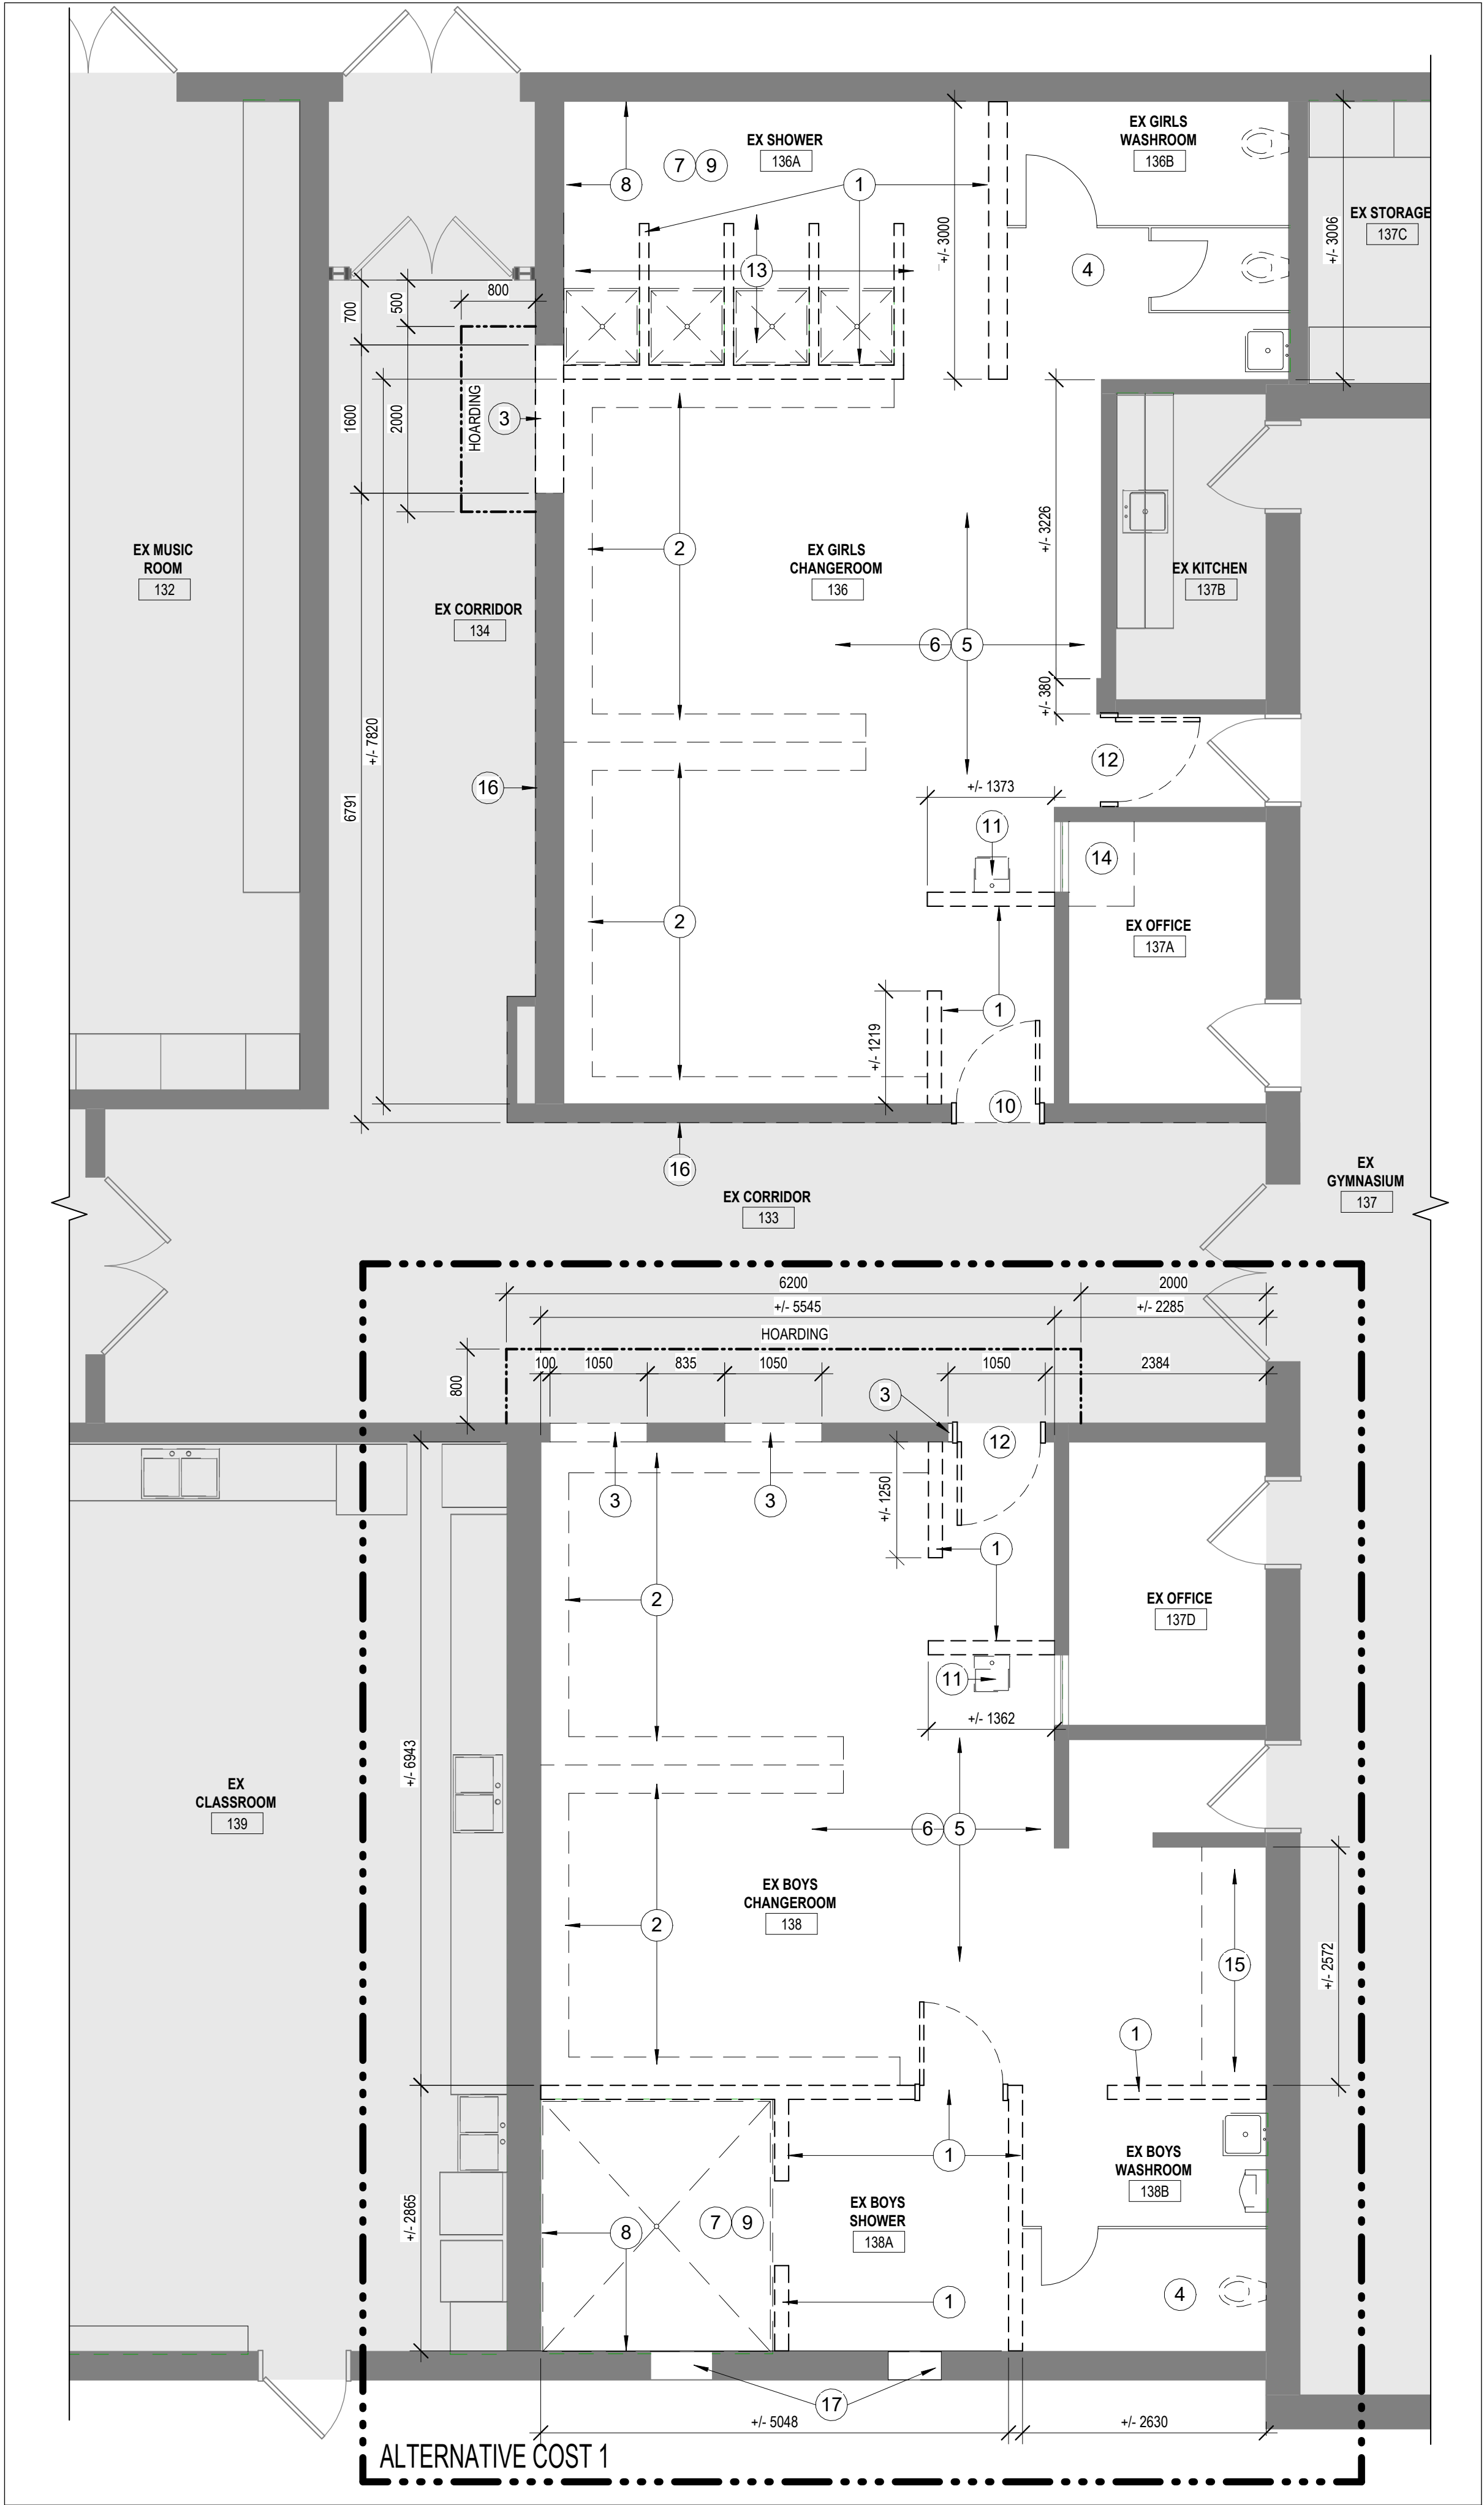 EX SHOWER
136A
EX GIRLS
WASHROOM
136B
7
9
8
1
+/- 3000
+/- 3006
EX STORAGE
137C
4
13
800
500
700
HOARDING
3
1600
2000
2
+/- 3226
EX MUSIC
ROOM
132
EX GIRLS
CHANGEROOM
136
EX KITCHEN
137B
EX CORRIDOR
134
6
5
+/- 380
+/- 7820
12
16
6791
+/- 1373
11
14
2
EX OFFICE
137A
1
+/- 1219
10
16
EX
GYMNASIUM
137
EX CORRIDOR
133
6200
2000
+/- 5545
+/- 2285
HOARDING
100
1050
835
1050
1050
2384
800
3
12
3
3
+/- 1250
1
2
EX OFFICE
137D
11
+/- 1362
+/- 6943
EX
CLASSROOM
139
6
5
EX BOYS
CHANGEROOM
138
2
15
+/- 2572
1
1
EX BOYS
WASHROOM
138B
EX BOYS
SHOWER
138A
7
9
8
+/- 2865
4
1
17
+/- 5048
+/- 2630
ALTERNATIVE COST 1